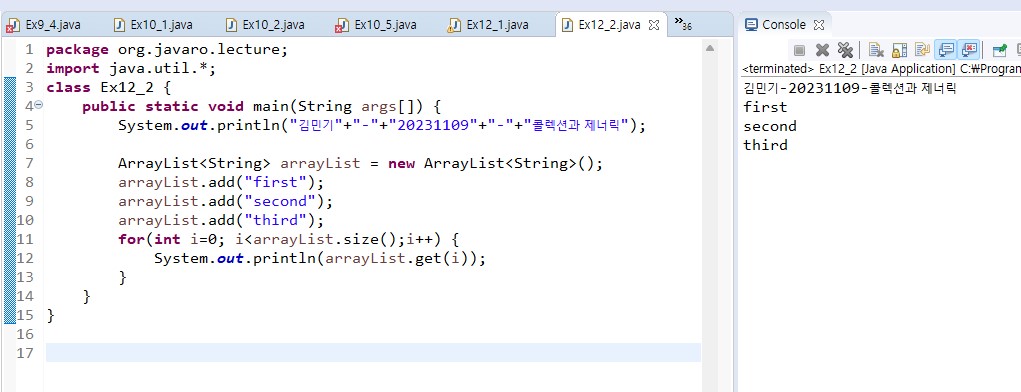 Ex9_4.java Ex10_1.java Ex10_2.java Ex10_5.java Ex12_1.java Ex12_2.java »36
1 package org.javaro.lecture;
2 import java.util.*;
3 class Ex12_2 {
4 public static void main(String args[]) {
5 System.out.println("김민기"+"-"+"20231109"+"-"+"콜렉션과 제너릭");
6
7 ArrayList<String> arrayList = new ArrayList<String>();
8 arrayList.add("first");
9 arrayList.add("second");
10 arrayList.add("third");
11 for(int i=0; i<arrayList.size();i++) {
12 System.out.println(arrayList.get(i));
13 }
14 }
15 }
16
17
Console
<terminated> Ex12_2 [Java Application] C:₩Program
김민기-20231109-콜렉션과 제너릭
first
second
third